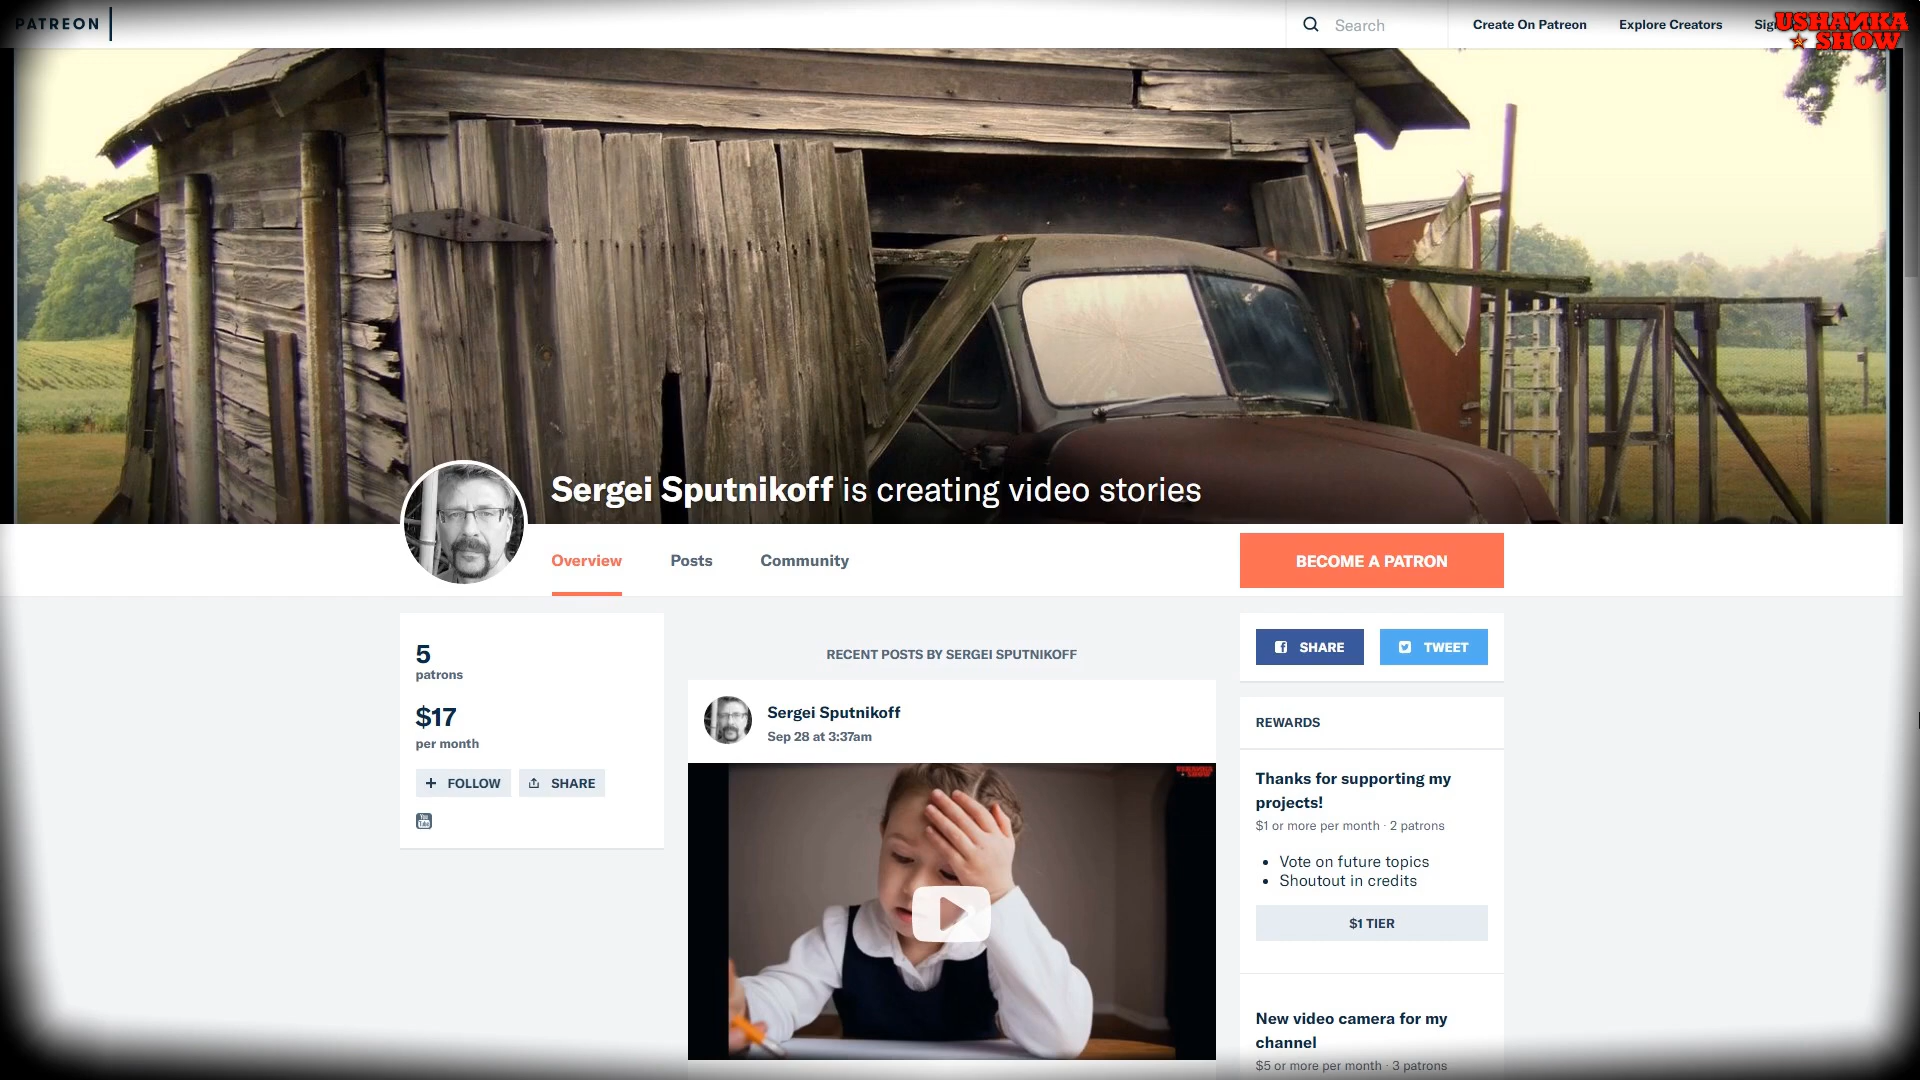 PATREON
Search
Create On Patreon
Explore Creators
USHANKA
SHOW
Sergei Sputnikoff is creating video stories
Overview
Posts
Community
BECOME A PATRON
5
patrons
$17
per month
FOLLOW
SHARE
RECENT POSTS BY SERGEI SPUTNIKOFF
Sergei Sputnikoff
Sep 28 at 3:37am
SHARE
TWEET
REWARDS
Thanks for supporting my
projects!
$1 or more per month · 2 patrons
Vote on future topics
Shoutout in credits
$1 TIER
New video camera for my
channel
$5 or more per month · 3 patrons